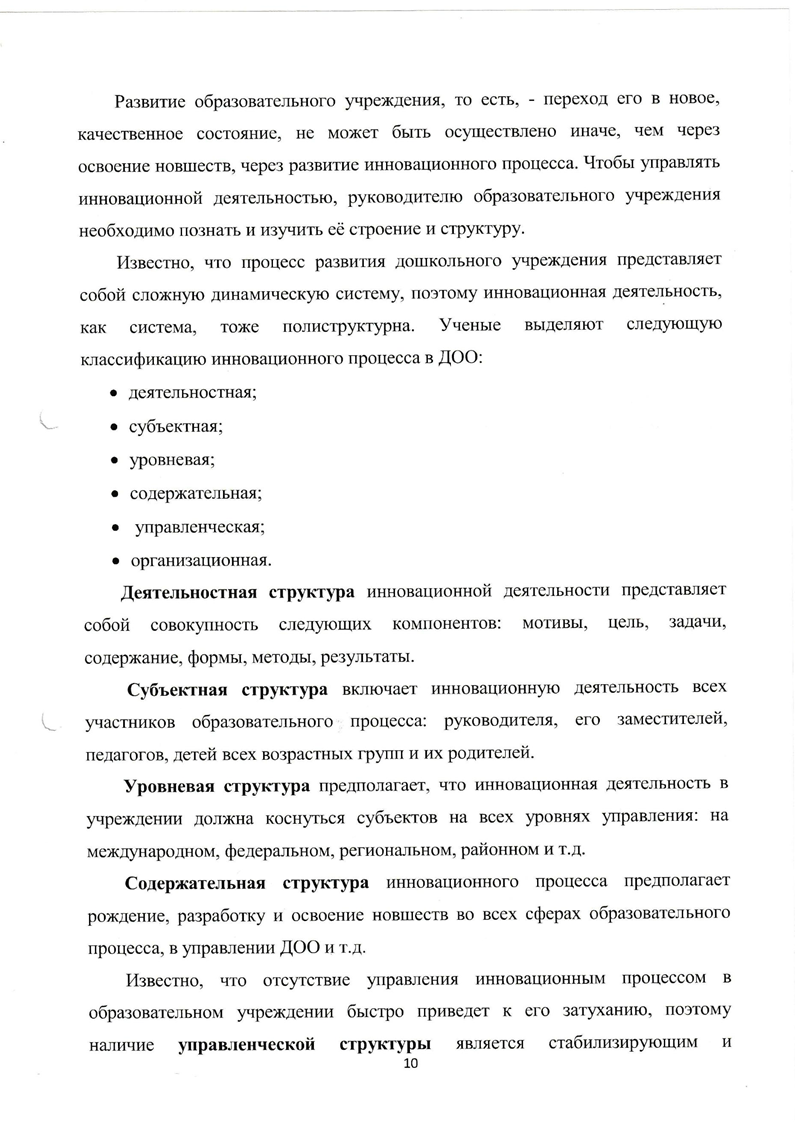 Развитие образовательного учреждения, то есть, - переход его в новое,
качественное состояние, не может быть осуществлено иначе, чем через
освоение новшеств, через развитие инновационного процесса. Чтобы управлять
инновационной деятельностью, руководителю образовательного учреждения
необходимо познать и изучить её строение и структуру.
Известно, что процесс развития дошкольного учреждения представляет
собой сложную динамическую систему, поэтому инновационная деятельность,
как система, тоже полиструктурна. Ученые выделяют следующую
классификацию инновационного процесса в ДОО:
• деятельностная;
• субъектная;
• уровневая;
• содержательная;
• управленческая;
• организационная.
Деятельностная структура инновационной деятельности представляет
собой совокупность следующих компонентов: мотивы, цель, задачи,
содержание, формы, методы, результаты.
Субъектная структура включает инновационную деятельность всех
участников образовательного процесса: руководителя, его заместителей,
педагогов, детей всех возрастных групп и их родителей.
Уровневая структура предполагает, что инновационная деятельность в
учреждении должна коснуться субъектов на всех уровнях управления: на
международном, федеральном, региональном, районном и т.д.
Содержательная структура инновационного процесса предполагает
рождение, разработку и освоение новшеств во всех сферах образовательного
процесса, в управлении ДОО и т.д.
Известно, что отсутствие управления инновационным процессом в
образовательном учреждении быстро приведет к его затуханию, поэтому
наличие управленческой структуры является стабилизирующим и
10